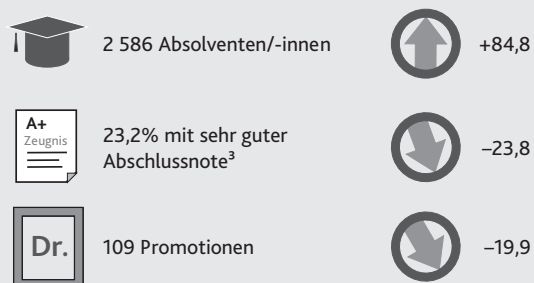 2 586 Absolventen/-innen +84,8
A+
Zeugnis
23,2% mit sehr guter
Abschlussnote³
–23,8
Dr.
109 Promotionen –19,9